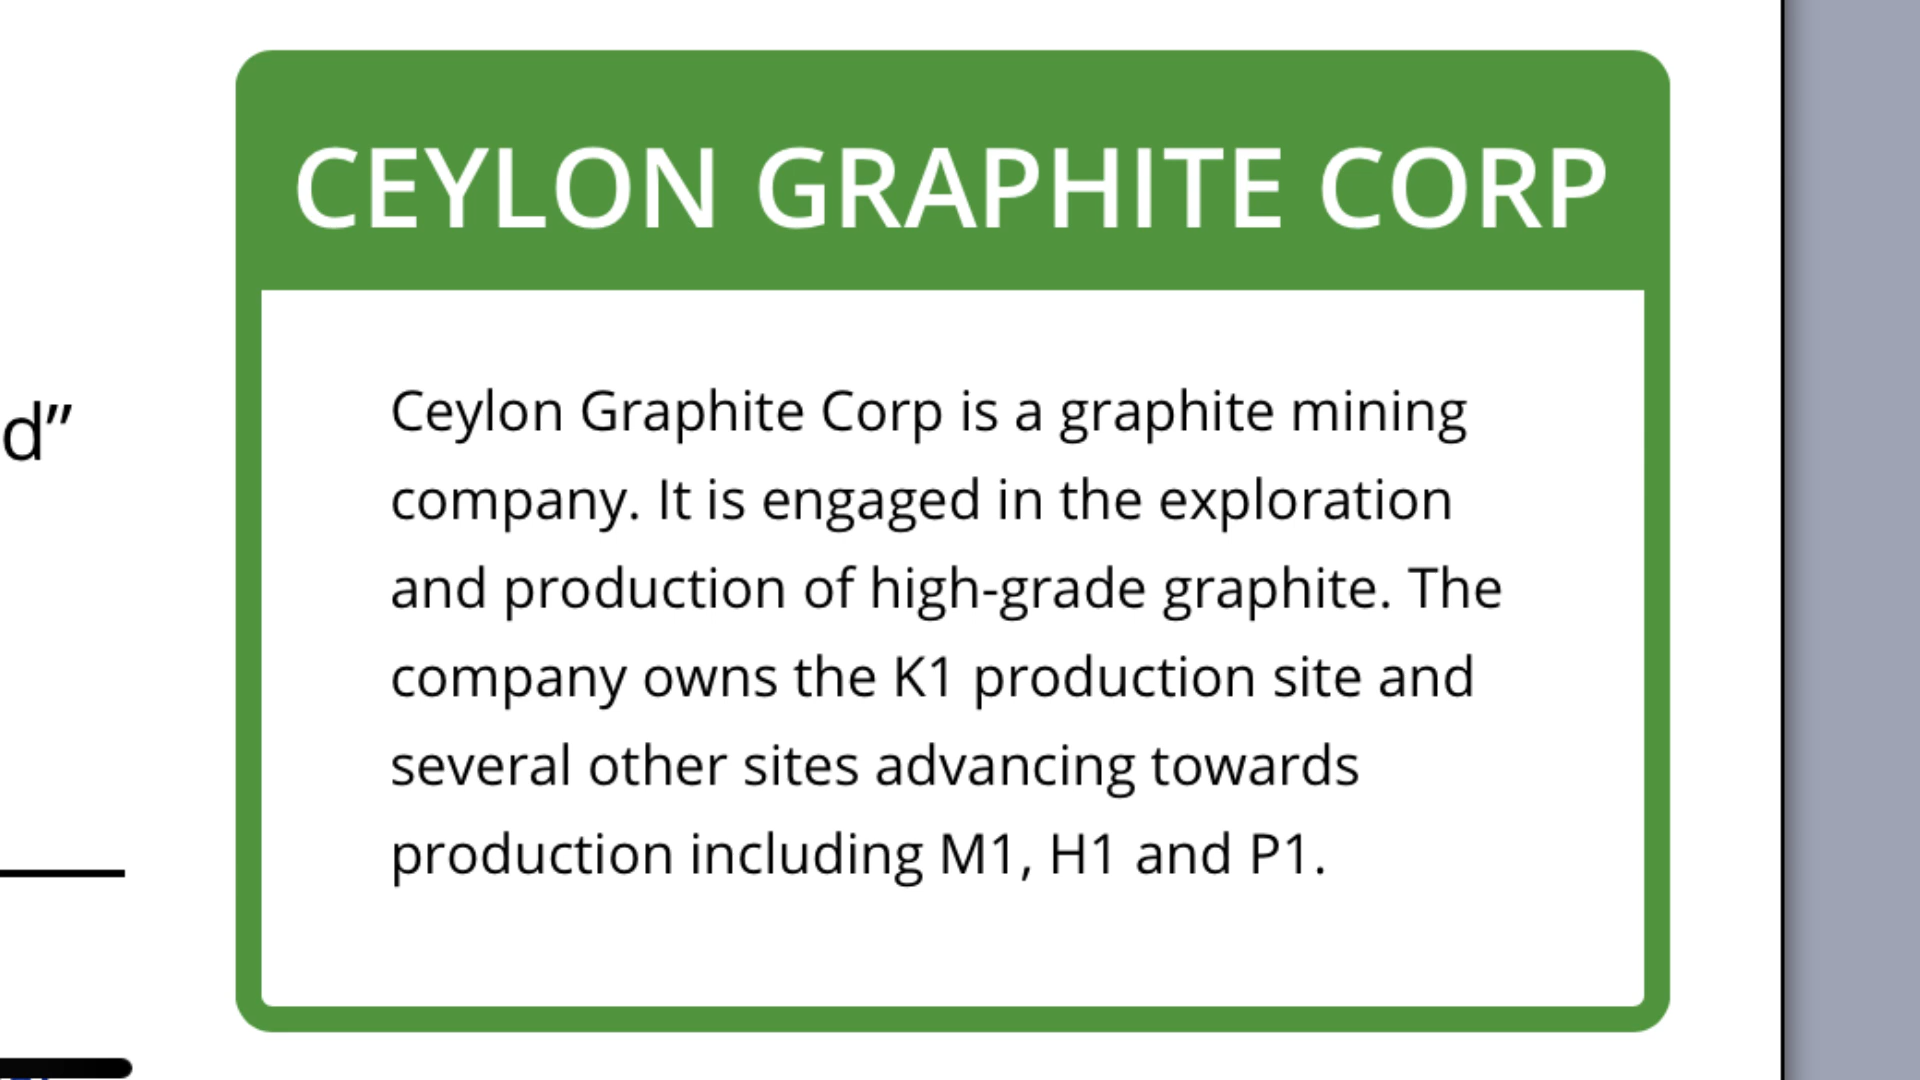 CEYLON GRAPHITE CORP
d”
Ceylon Graphite Corp is a graphite mining
company. It is engaged in the exploration
and production of high-grade graphite. The
company owns the K1 production site and
several other sites advancing towards
production including M1, H1 and P1.